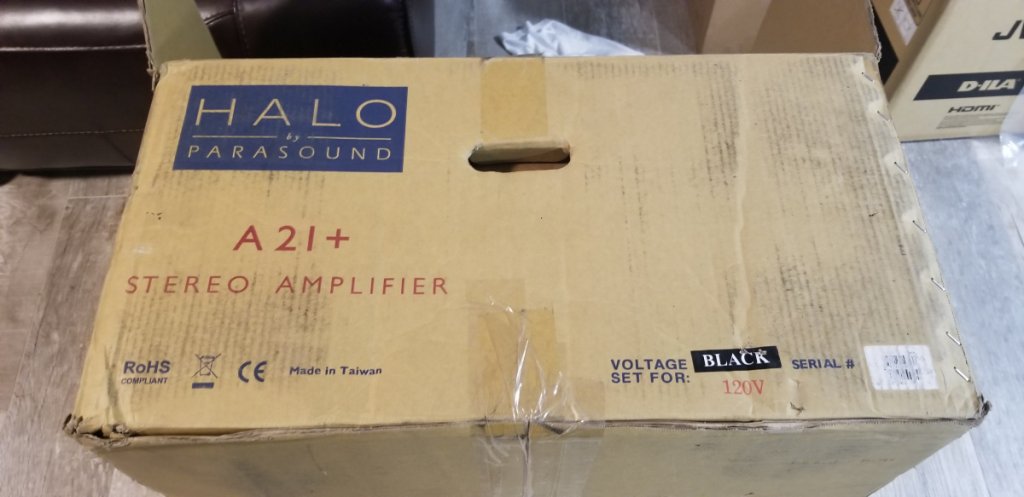 HALO
by
PARASOUND
A21+
STEREO AMPLIFIER
RoHS
COMPLIANT
CE
Made in Taiwan
VOLTAGE
SET FOR:
BLACK
120V
SERIAL #
D-ILA
HDMI